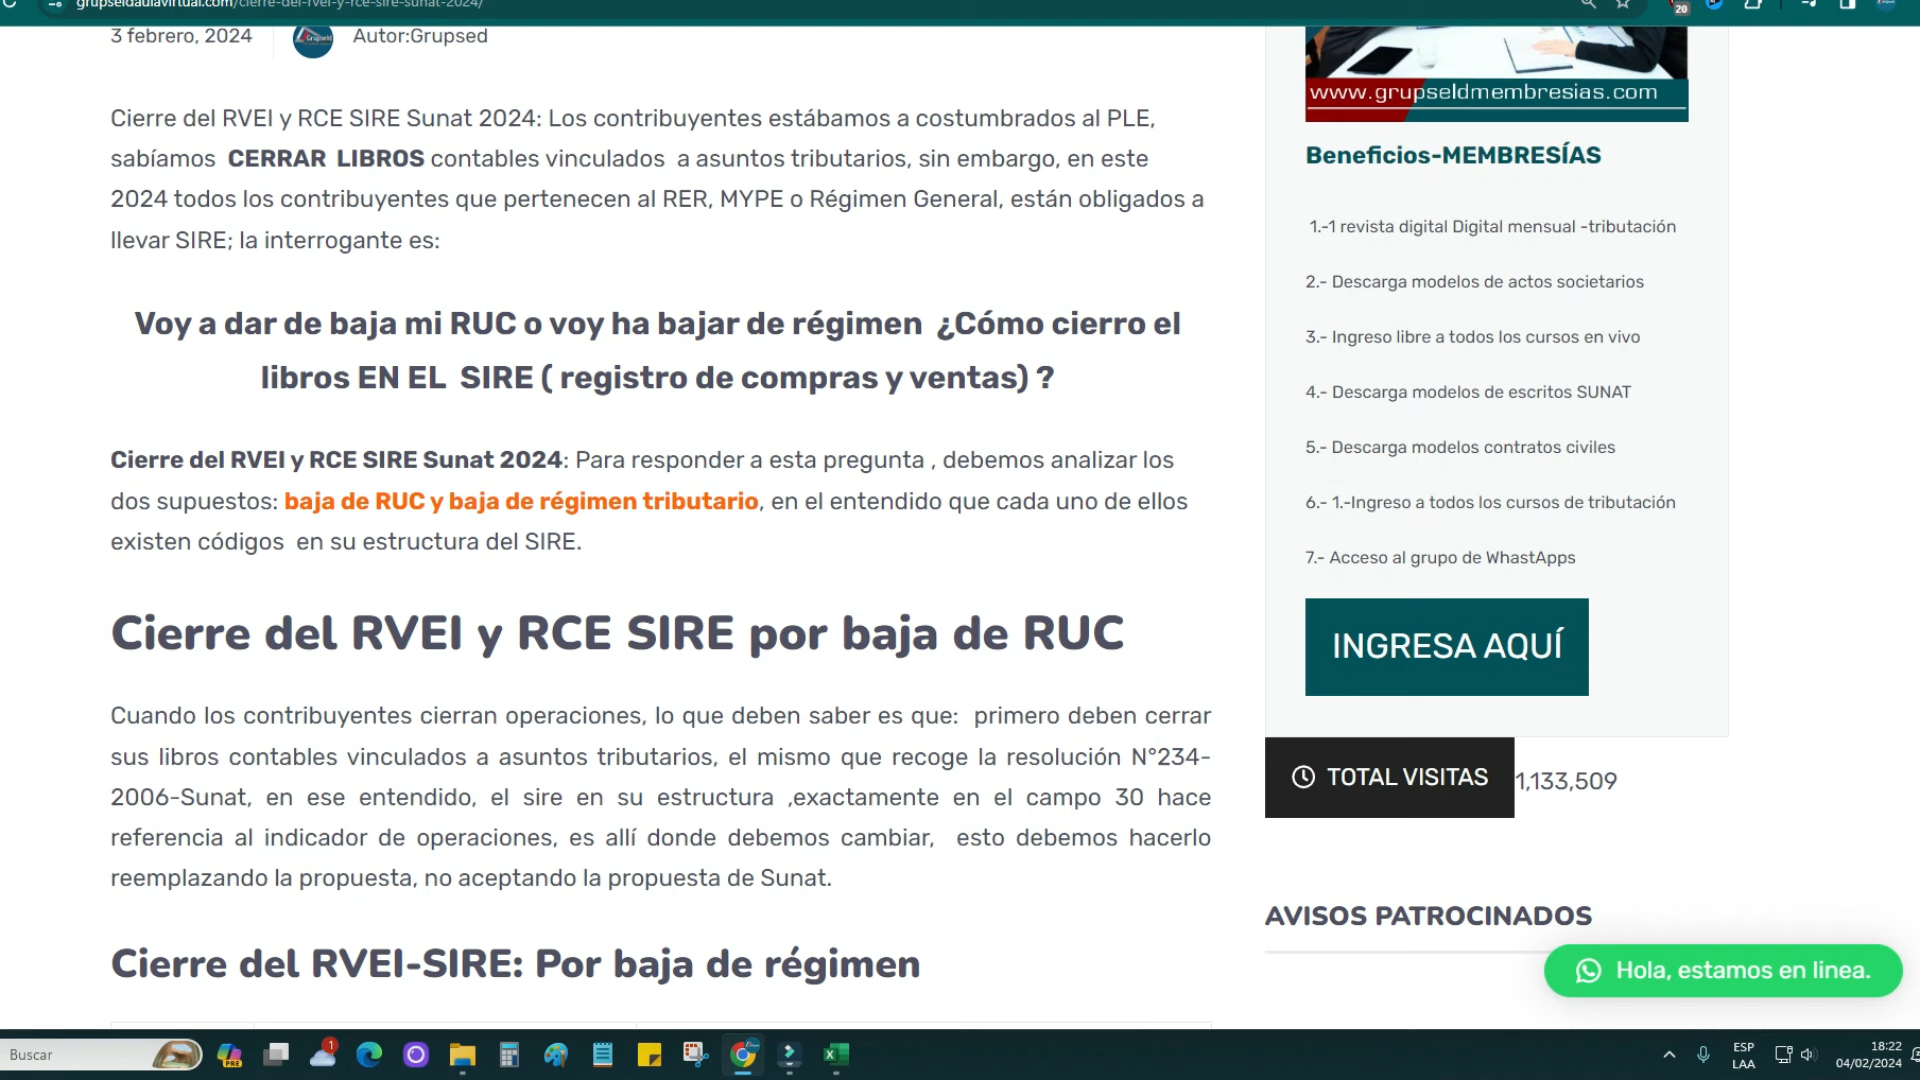 grupseldaulavirtual.com/cierre-del-rvei-y-rce-sire-sunat-2024/
20
3 febrero, 2024
Autor:Grupsed
Cierre del RVEI y RCE SIRE Sunat 2024: Los contribuyentes estábamos a costumbrados al PLE,
sabíamos CERRAR LIBROS contables vinculados a asuntos tributarios, sin embargo, en este
2024 todos los contribuyentes que pertenecen al RER, MYPE o Régimen General, están obligados a
llevar SIRE; la interrogante es:
Voy a dar de baja mi RUC o voy ha bajar de régimen ¿Cómo cierro el
libros EN EL SIRE ( registro de compras y ventas) ?
Cierre del RVEI y RCE SIRE Sunat 2024: Para responder a esta pregunta , debemos analizar los
dos supuestos: baja de RUC y baja de régimen tributario, en el entendido que cada uno de ellos
existen códigos en su estructura del SIRE.
Cierre del RVEI y RCE SIRE por baja de RUC
Cuando los contribuyentes cierran operaciones, lo que deben saber es que: primero deben cerrar
sus libros contables vinculados a asuntos tributarios, el mismo que recoge la resolución N°234-
2006-Sunat, en ese entendido, el sire en su estructura ,exactamente en el campo 30 hace
referencia al indicador de operaciones, es allí donde debemos cambiar, esto debemos hacerlo
reemplazando la propuesta, no aceptando la propuesta de Sunat.
Cierre del RVEI-SIRE: Por baja de régimen
www.grupseldmembresias.com
Beneficios-MEMBRESÍAS
1.-1 revista digital Digital mensual -tributación
2.- Descarga modelos de actos societarios
3.- Ingreso libre a todos los cursos en vivo
4.- Descarga modelos de escritos SUNAT
5.- Descarga modelos contratos civiles
6.- 1.-Ingreso a todos los cursos de tributación
7.- Acceso al grupo de WhastApps
INGRESA AQUÍ
TOTAL VISITAS
1,133,509
AVISOS PATROCINADOS
Hola, estamos en linea.
Buscar
PRE
1
ESP
LAA
18:22
04/02/2024